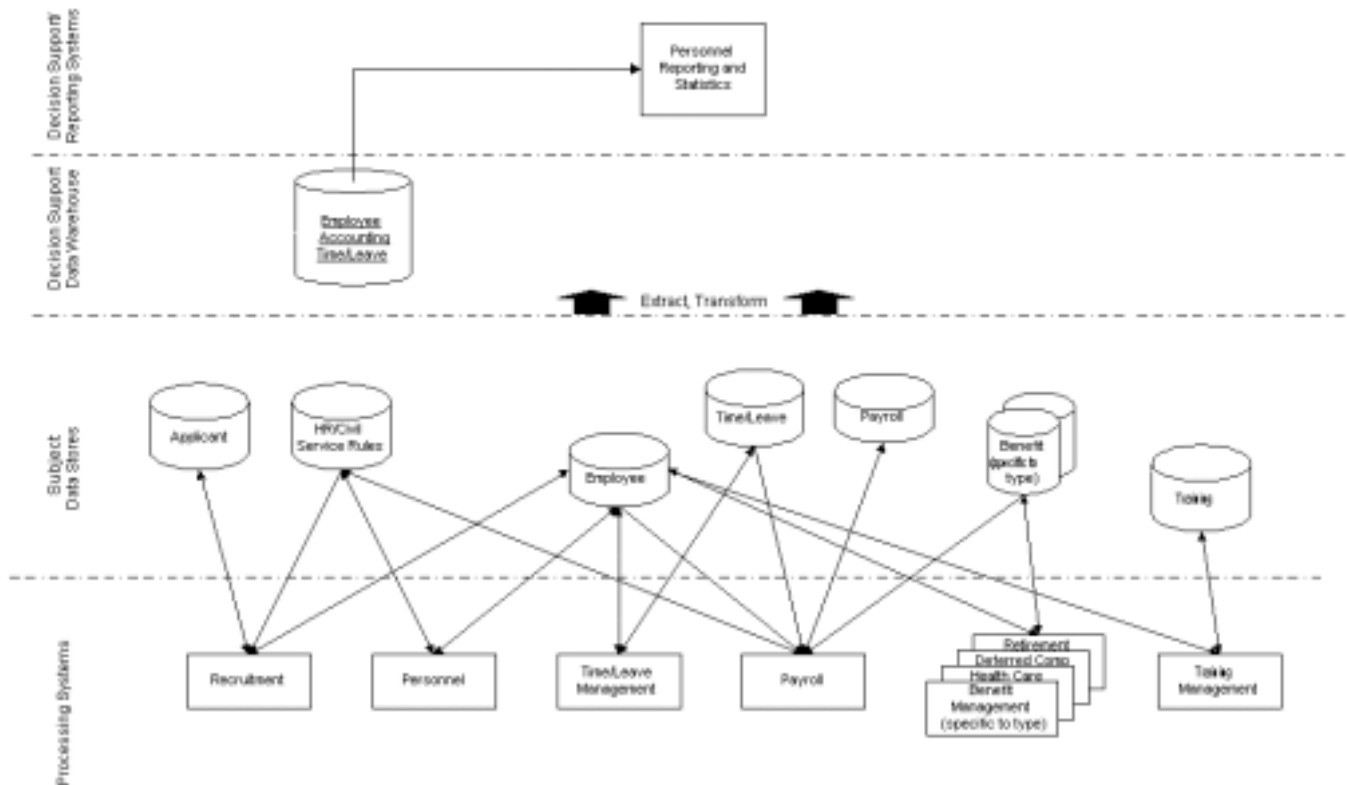 Decision Support/
Reporting Systems
Personnel
Reporting and
Statistics
Decision Support
Data Warehouse
Employee
Accounting
Time/Leave
Extract, Transform
Subject
Data Stores
Applicant
HR/Civil
Service Rules
Employee
Time/Leave
Payroll
Benefit
(specific to
type)
Training
Processing Systems
Recruitment
Personnel
Time/Leave
Management
Payroll
Retirement
Deferred Comp
Health Care
Benefit
Management
(specific to type)
Training
Management